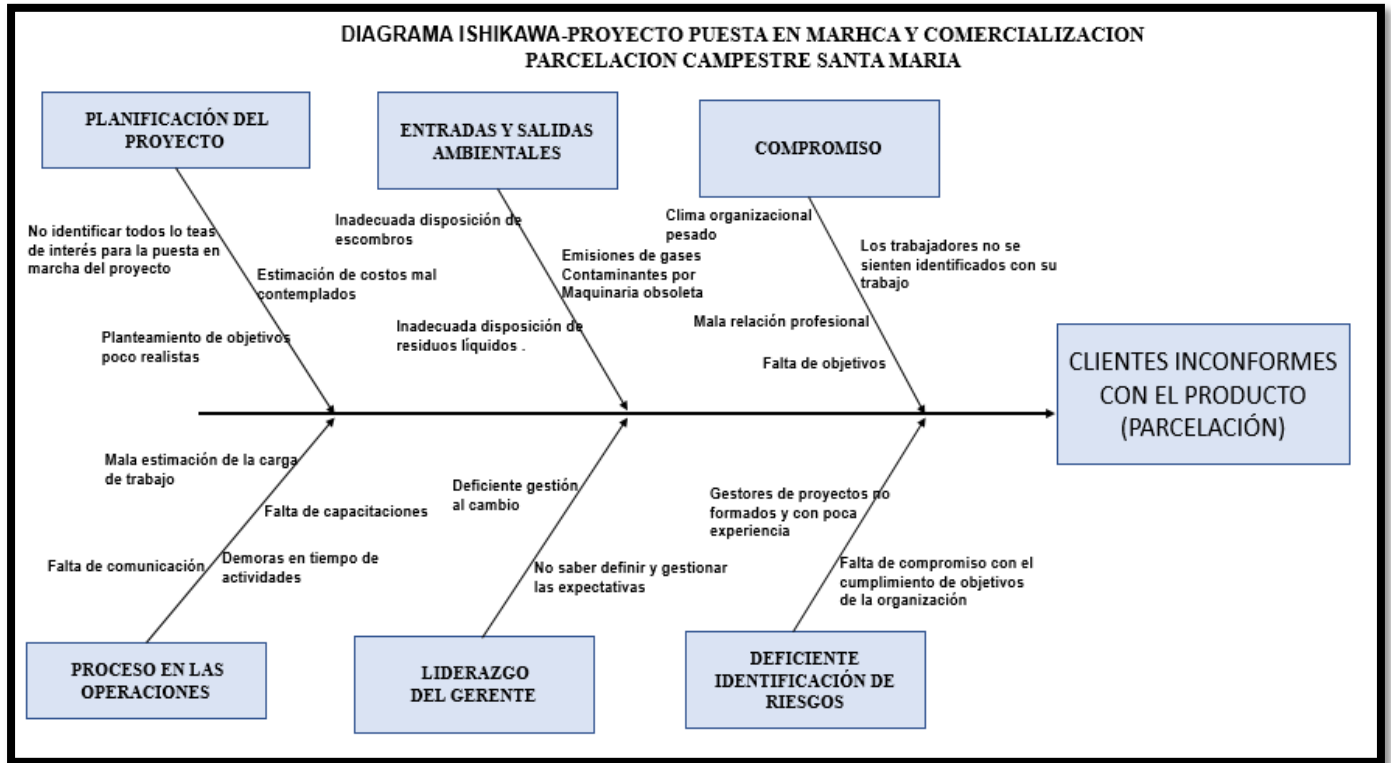 DIAGRAMA ISHIKAWA-PROYECTO PUESTA EN MARHCA Y COMERCIALIZACION
PARCELACION CAMPESTRE SANTA MARIA
PLANIFICACIÓN DEL
PROYECTO
ENTRADAS Y SALIDAS
AMBIENTALES
COMPROMISO
No identificar todos lo teas
de interés para la puesta en
marcha del proyecto
Estimación de costos mal
contemplados
Planteamiento de objetivos
poco realistas
Inadecuada disposición de
escombros
Emisiones de gases
Contaminantes por
Maquinaria obsoleta
Inadecuada disposición de
residuos líquidos .
Clima organizacional
pesado
Los trabajadores no se
sienten identificados con su
trabajo
Mala relación profesional
Falta de objetivos
CLIENTES INCONFORMES
CON EL PRODUCTO
(PARCELACIÓN)
Mala estimación de la carga
de trabajo
Falta de capacitaciones
Falta de comunicación
Demoras en tiempo de
actividades
Deficiente gestión
al cambio
No saber definir y gestionar
las expectativas
Gestores de proyectos no
formados y con poca
experiencia
Falta de compromiso con el
cumplimiento de objetivos
de la organización
PROCESO EN LAS
OPERACIONES
LIDERAZGO
DEL GERENTE
DEFICIENTE
IDENTIFICACIÓN DE
RIESGOS